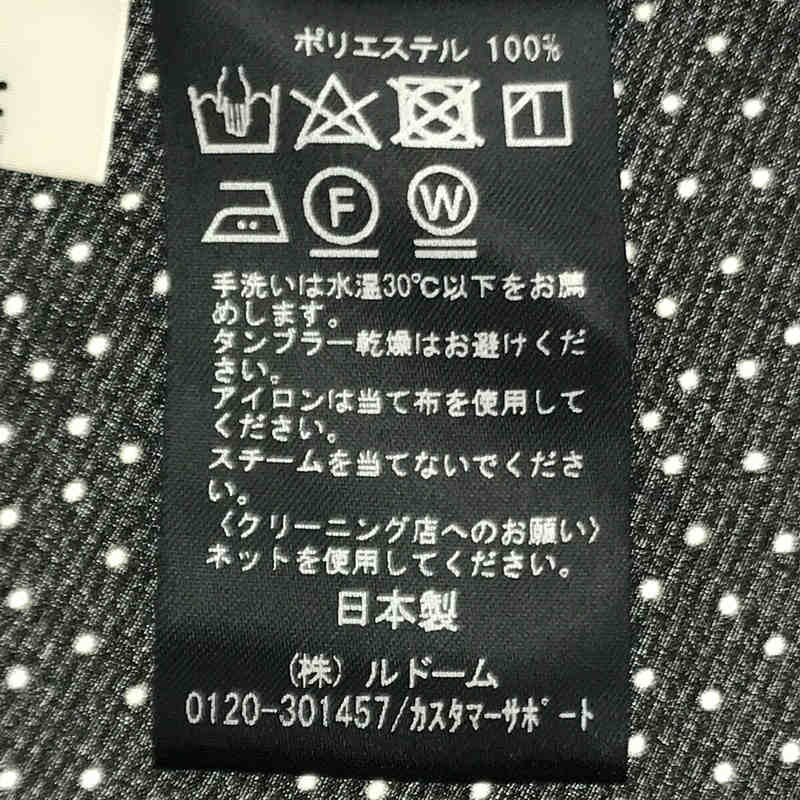 ポリエステル 100%
F W
手洗いは水温30℃以下をお薦
めします。
タンブラー乾燥はお避けくだ
さい。
アイロンは当て布を使用して
ください。
スチームを当てないでくださ
い。
〈クリーニング店へのお願い〉
ネットを使用してください。
日本製
(株) ルドーム
0120-301457/ｶｽﾀﾏｰｻﾎﾟｰﾄ